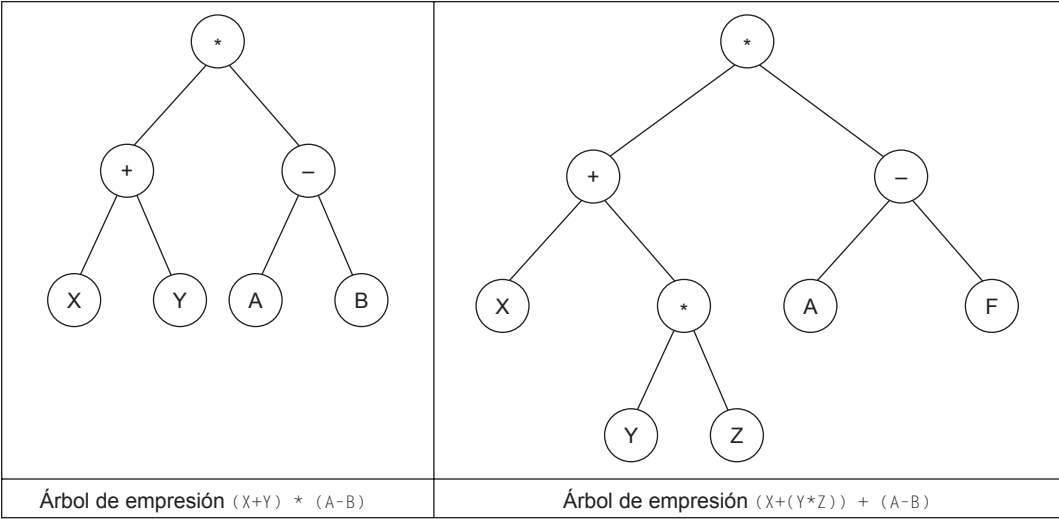 *
+
–
X
Y
A
B
Árbol de empresión (X+Y) * (A-B)
*
+
–
X
*
A
F
Y
Z
Árbol de empresión (X+(Y*Z)) + (A-B)